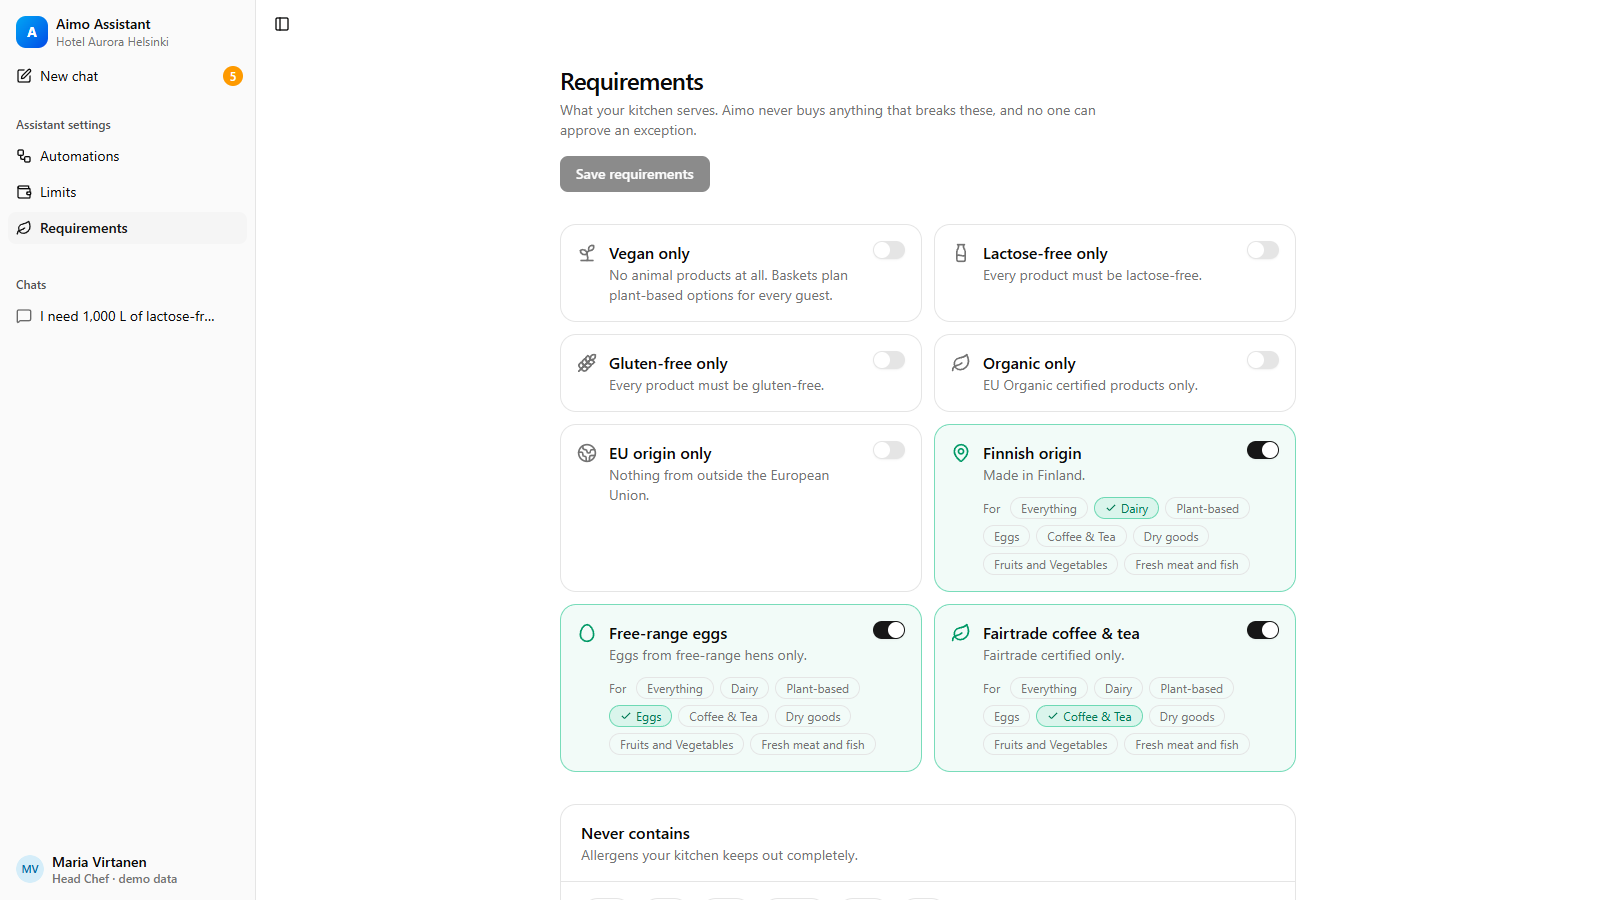 A
Aimo Assistant
Hotel Aurora Helsinki
New chat
5
Assistant settings
Automations
Limits
Requirements
Chats
I need 1,000 L of lactose-fr...
MV
Maria Virtanen
Head Chef · demo data
Requirements
What your kitchen serves. Aimo never buys anything that breaks these, and no one can
approve an exception.
Save requirements
Vegan only
No animal products at all. Baskets plan
plant-based options for every guest.
Lactose-free only
Every product must be lactose-free.
Gluten-free only
Every product must be gluten-free.
Organic only
EU Organic certified products only.
EU origin only
Nothing from outside the European
Union.
Finnish origin
Made in Finland.
For Everything Dairy Plant-based
Eggs Coffee & Tea Dry goods
Fruits and Vegetables Fresh meat and fish
Free-range eggs
Eggs from free-range hens only.
For Everything Dairy Plant-based
Eggs Coffee & Tea Dry goods
Fruits and Vegetables Fresh meat and fish
Fairtrade coffee & tea
Fairtrade certified only.
For Everything Dairy Plant-based
Eggs Coffee & Tea Dry goods
Fruits and Vegetables Fresh meat and fish
Never contains
Allergens your kitchen keeps out completely.